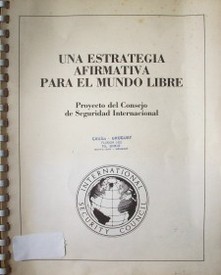 UNA ESTRATEGIA
AFIRMATIVA
PARA EL MUNDO LIBRE
Proyecto del Consejo
de Seguridad Internacional
INTERNATIONAL
SECURITY COUNCIL